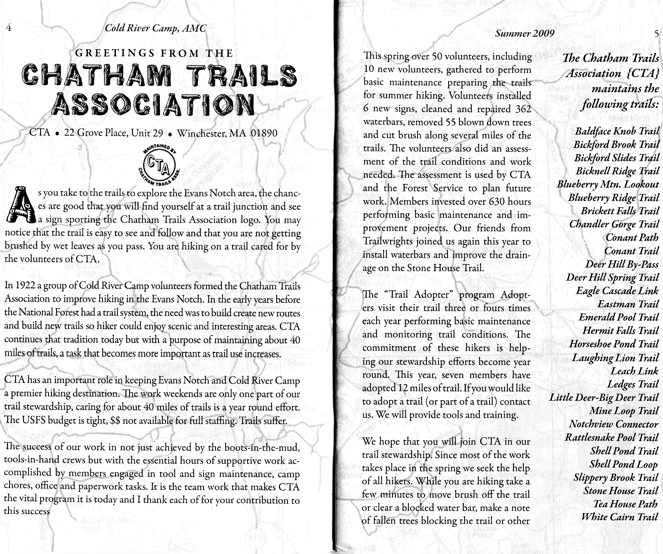 4
Cold River Camp, AMC
GREETINGS FROM THE
CHATHAM TRAILS
ASSOCIATION
CTA • 22 Grove Place, Unit 29 • Winchester, MA 01890
MAINTAINED BY
CTA
CHATHAM TRAILS ASSN.
As you take to the trails to explore the Evans Notch area, the chanc-
es are good that you will find yourself at a trail junction and see
a sign sporting the Chatham Trails Association logo. You may
notice that the trail is easy to see and follow and that you are not getting
brushed by wet leaves as you pass. You are hiking on a trail cared for by
the volunteers of CTA.
In 1922 a group of Cold River Camp volunteers formed the Chatham Trails
Association to improve hiking in the Evans Notch. In the early years before
the National Forest had a trail system, the need was to build create new routes
and build new trails so hiker could enjoy scenic and interesting areas. CTA
continues that tradition today but with a purpose of maintaining about 40
miles of trails, a task that becomes more important as trail use increases.
CTA has an important role in keeping Evans Notch and Cold River Camp
a premier hiking destination. The work weekends are only one part of our
trail stewardship, caring for about 40 miles of trails is a year round effort.
The USFS budget is tight, $$ not available for full staffing. Trails suffer.
The success of our work in not just achieved by the boots-in-the-mud,
tools-in-hand crews but with the essential hours of supportive work ac-
complished by members engaged in tool and sign maintenance, camp
chores, office and paperwork tasks. It is the team work that makes CTA
the vital program it is today and I thank each of for your contribution to
this success
Summer 2009
5
This spring over 50 volunteers, including
10 new volunteers, gathered to perform
basic maintenance preparing the trails
for summer hiking. Volunteers installed
6 new signs, cleaned and repaired 362
waterbars, removed 55 blown down trees
and cut brush along several miles of the
trails. The volunteers also did an assess-
ment of the trail conditions and work
needed. The assessment is used by CTA
and the Forest Service to plan future
work. Members invested over 630 hours
performing basic maintenance and im-
provement projects. Our friends from
Trailwrights joined us again this year to
install waterbars and improve the drain-
age on the Stone House Trail.
The "Trail Adopter" program Adopt-
ers visit their trail three or four times
each year performing basic maintenance
and monitoring trail conditions. The
commitment of these hikers is help-
ing our stewardship efforts become year
round. This year, seven members have
adopted 12 miles of trail. If you would like
to adopt a trail (or part of a trail) contact
us. We will provide tools and training.
We hope that you will join CTA in our
trail stewardship. Since most of the work
takes place in the spring we seek the help
of all hikers. While you are hiking take a
few minutes to move brush off the trail
or clear a blocked water bar, make a note
of fallen trees blocking the trail or other
The Chatham Trails
Association {CTA}
maintains the
following trails:
Baldface Knob Trail
Bickford Brook Trail
Bickford Slides Trail
Bicknell Ridge Trail
Blueberry Mtn. Lookout
Blueberry Ridge Trail
Brickett Falls Trail
Chandler Gorge Trail
Conant Path
Conant Trail
Deer Hill By-Pass
Deer Hill Spring Trail
Eagle Cascade Link
Eastman Trail
Emerald Pool Trail
Hermit Falls Trail
Horseshoe Pond Trail
Laughing Lion Trail
Leach Link
Ledges Trail
Little Deer-Big Deer Trail
Mine Loop Trail
Notchview Connector
Rattlesnake Pool Trail
Shell Pond Trail
Shell Pond Loop
Slippery Brook Trail
Stone House Trail
Tea House Path
White Cairn Trail